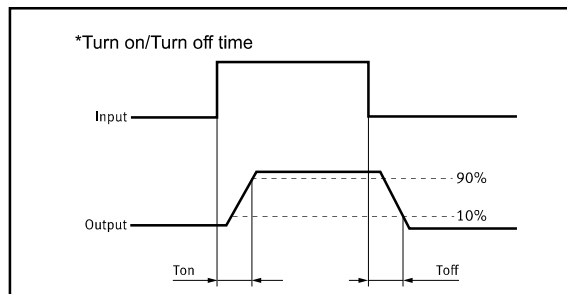 *Turn on/Turn off time
Input
90%
Output
10%
Ton
Toff